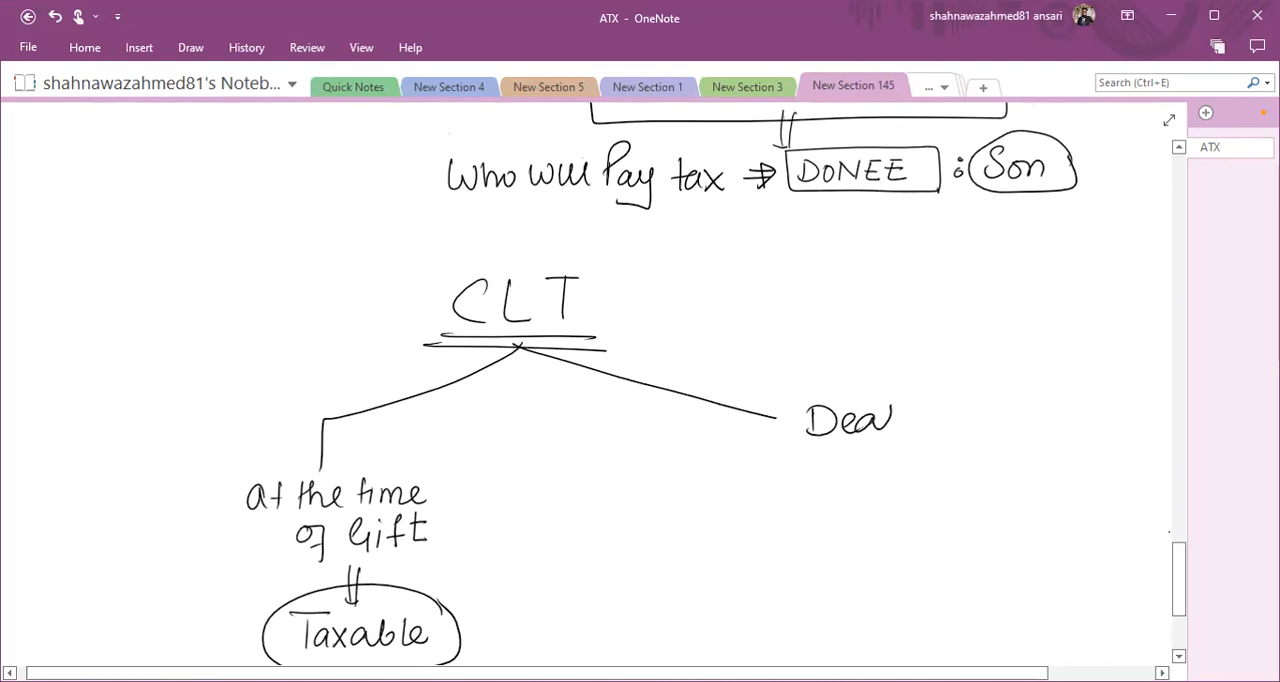 ATX - OneNote
shahnawazahmed81 ansari
File Home Insert Draw History Review View Help
shahnawazahmed81's Noteb...
Quick Notes New Section 4 New Section 5 New Section 1 New Section 3 New Section 145 ... +
Search (Ctrl+E)
ATX
Who will Pay tax ⇒ DONEE : Son
CLT
Dea
at the time
of Gift
Taxable